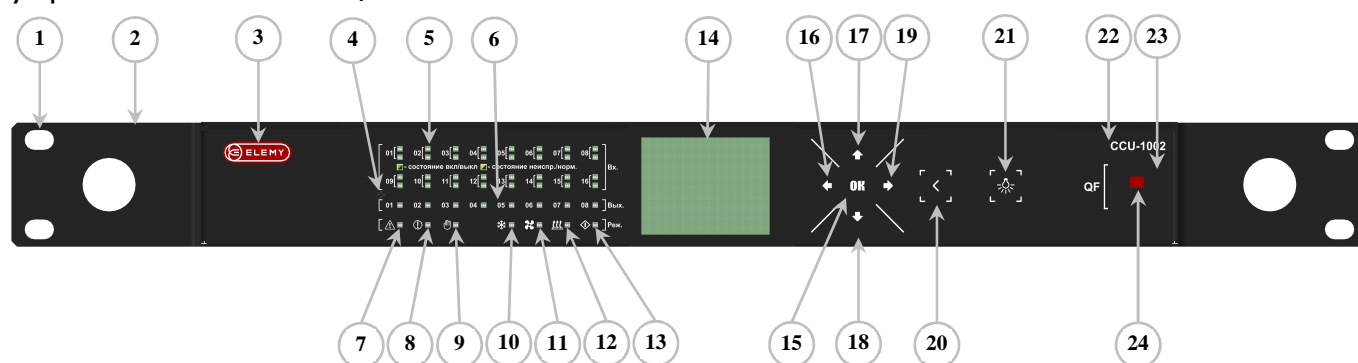 1 2 3 4 5 6 14 16 17 19 21 22 23
ELEMY
CCU-1002
01 02 03 04 05 06 07 08
- состояние вкл/выкл - состояние неиспр./норм. Вх.
09 10 11 12 13 14 15 16
OK
QF
01 02 03 04 05 06 07 08 Вых.
Реж.
7 8 9 10 11 12 13 15 18 20 24